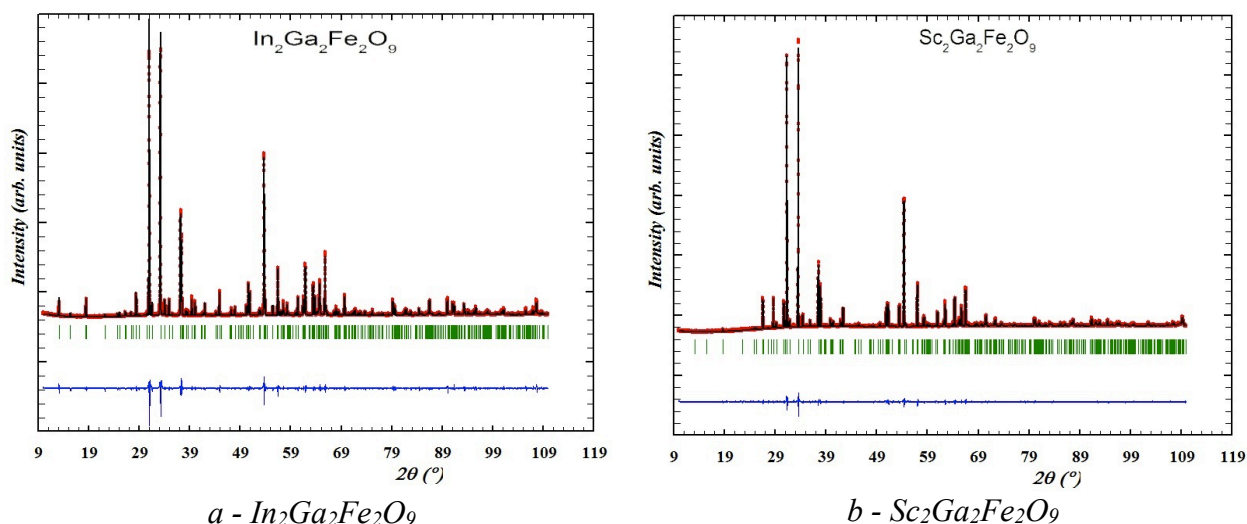 In₂Ga₂Fe₂O₉
Intensity (arb. units)
9 19 29 39 49 59 69 79 89 99 109 119
2θ (°)
a - In₂Ga₂Fe₂O₉
Sc₂Ga₂Fe₂O₉
Intensity (arb. units)
9 19 29 39 49 59 69 79 89 99 109 119
2θ (°)
b - Sc₂Ga₂Fe₂O₉